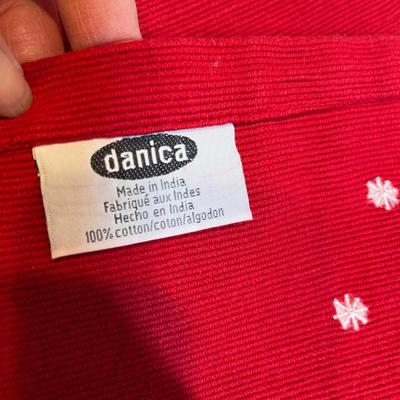 danica
Made in India
Fabriqué aux Indes
Hecho en India
100% cotton/coton/algodon